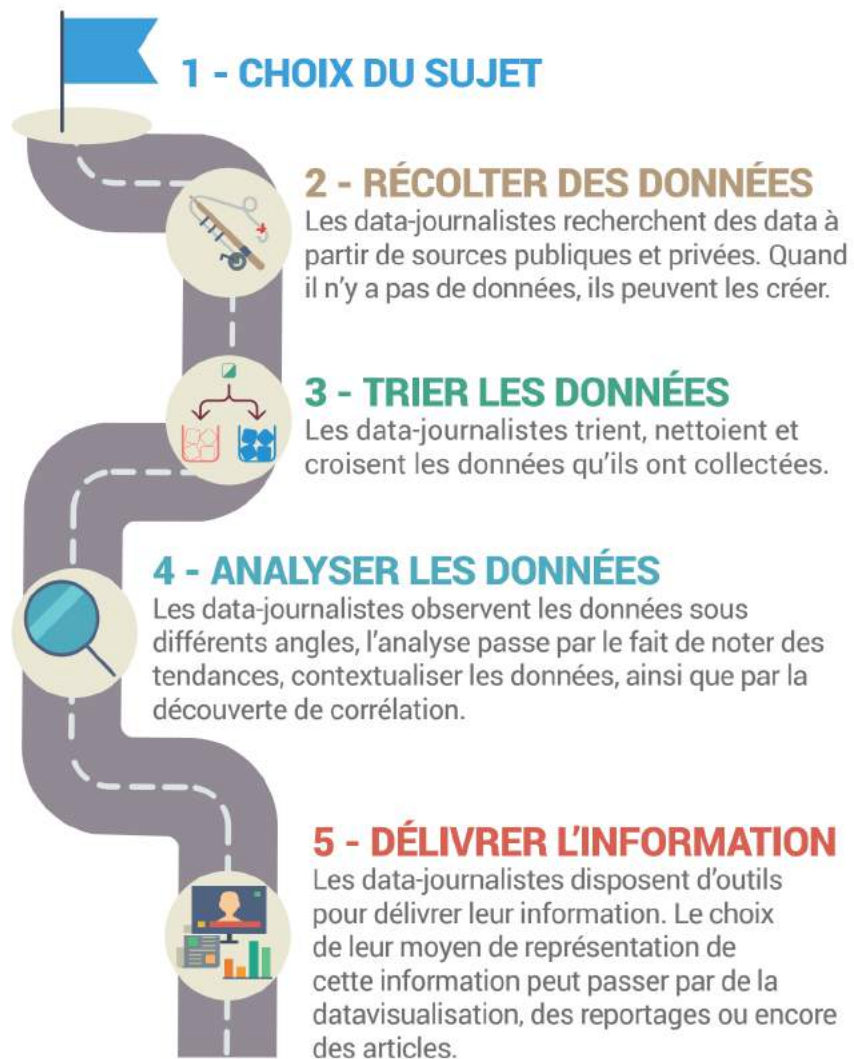 1 - CHOIX DU SUJET
2 - RÉCOLTER DES DONNÉES
Les data-journalistes recherchent des data à
partir de sources publiques et privées. Quand
il n'y a pas de données, ils peuvent les créer.
3 - TRIER LES DONNÉES
Les data-journalistes trient, nettoient et
croisent les données qu'ils ont collectées.
4 - ANALYSER LES DONNÉES
Les data-journalistes observent les données sous
différents angles, l'analyse passe par le fait de noter des
tendances, contextualiser les données, ainsi que par la
découverte de corrélation.
5 - DÉLIVRER L'INFORMATION
Les data-journalistes disposent d'outils
pour délivrer leur information. Le choix
de leur moyen de représentation de
cette information peut passer par de la
datavisualisation, des reportages ou encore
des articles.